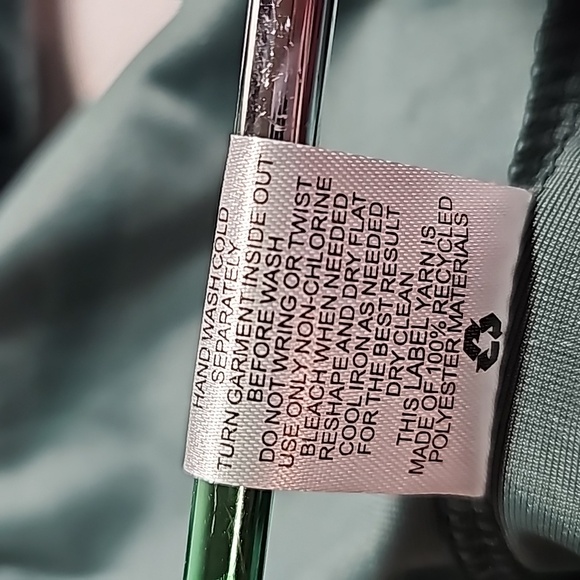 HAND WASH COLD
SEPARATELY
TURN GARMENT INSIDE OUT
BEFORE WASH
DO NOT WRING OR TWIST
USE ONLY NON-CHLORINE
BLEACH WHEN NEEDED
RESHAPE AND DRY FLAT
COOL IRON AS NEEDED
FOR THE BEST RESULT
DRY CLEAN
THIS LABEL YARN IS
MADE OF 100% RECYCLED
POLYESTER MATERIALS